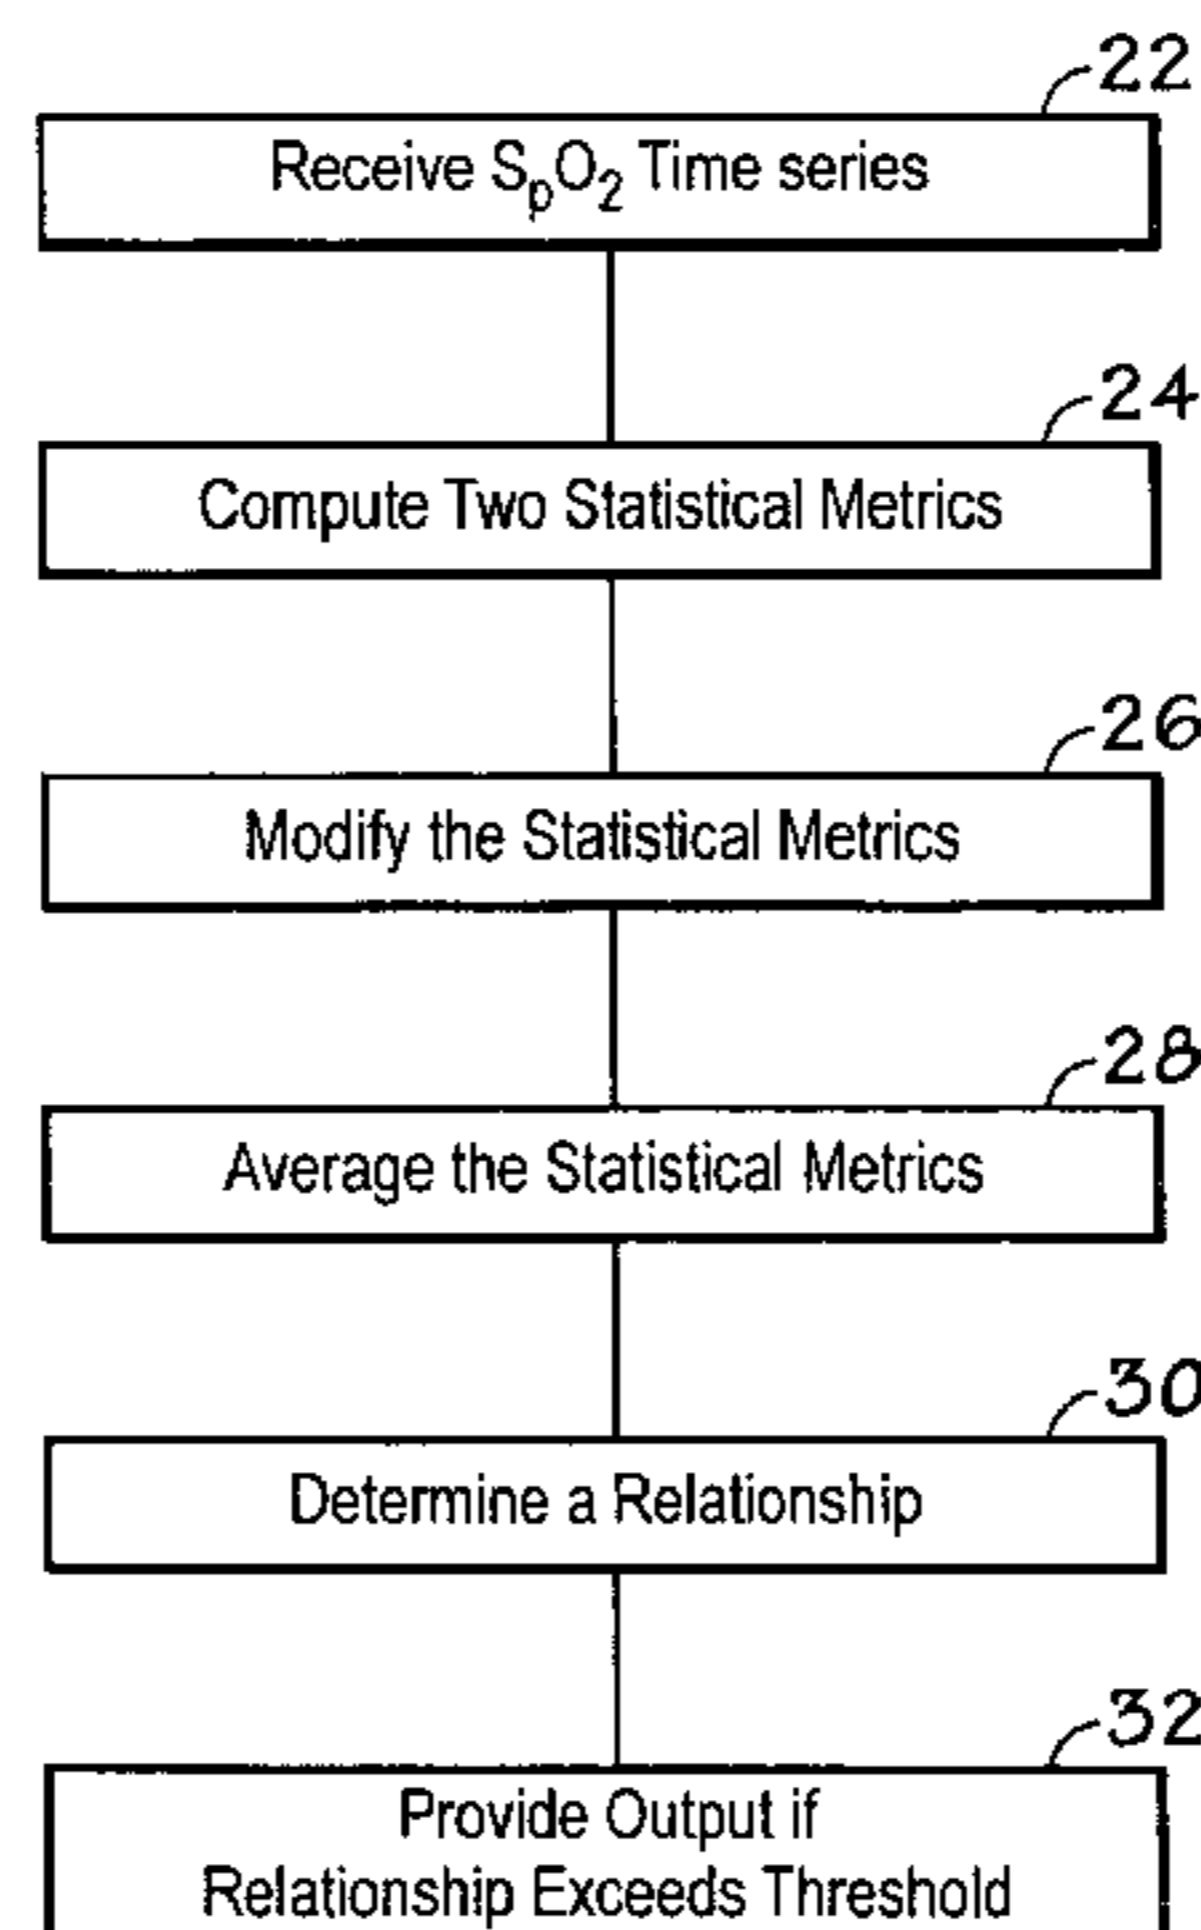 22
Receive SpO2 Time series
24
Compute Two Statistical Metrics
26
Modify the Statistical Metrics
28
Average the Statistical Metrics
30
Determine a Relationship
32
Provide Output if
Relationship Exceeds Threshold